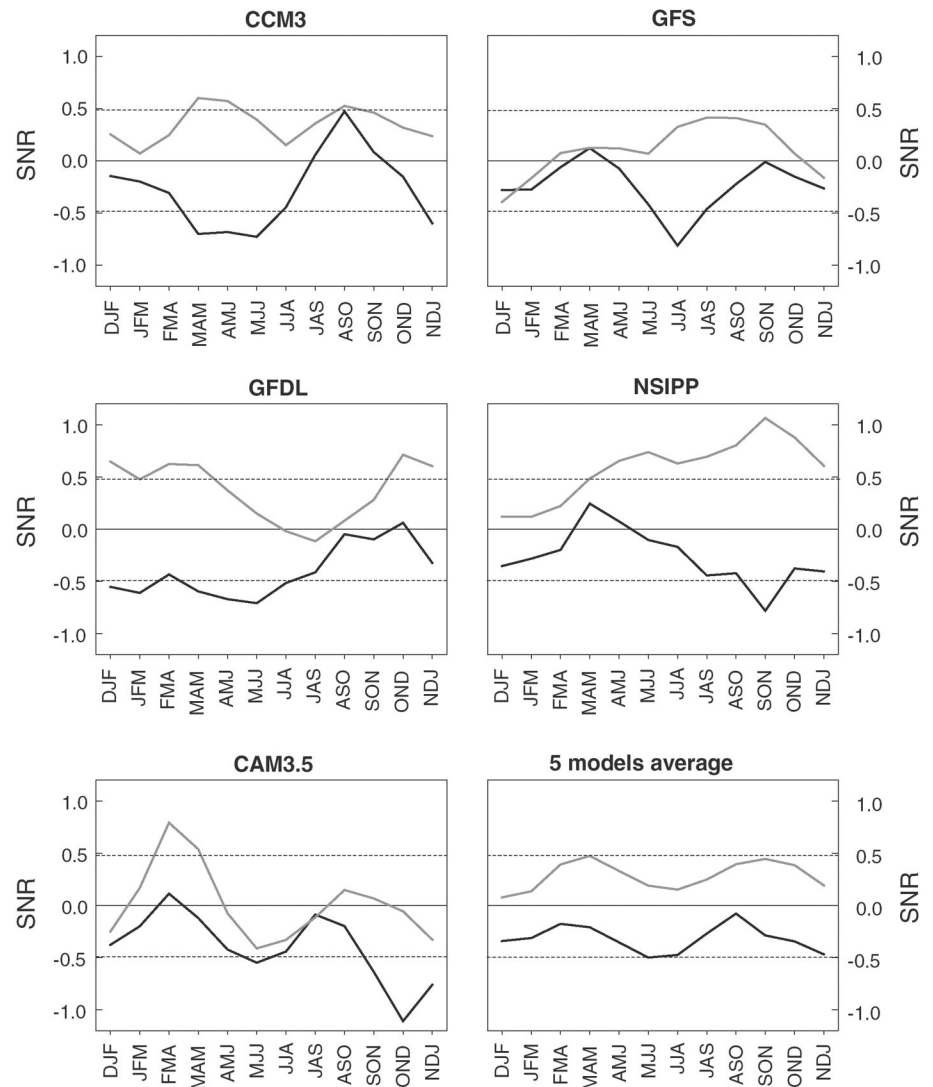 CCM3
GFS
1.0
0.5
0.0
-0.5
-1.0
SNR
1.0
0.5
0.0
-0.5
-1.0
SNR
DJF
JFM
FMA
MAM
AMJ
MJJ
JJA
JAS
ASO
SON
OND
NDJ
DJF
JFM
FMA
MAM
AMJ
MJJ
JJA
JAS
ASO
SON
OND
NDJ
GFDL
NSIPP
1.0
0.5
0.0
-0.5
-1.0
SNR
1.0
0.5
0.0
-0.5
-1.0
SNR
DJF
JFM
FMA
MAM
AMJ
MJJ
JJA
JAS
ASO
SON
OND
NDJ
DJF
JFM
FMA
MAM
AMJ
MJJ
JJA
JAS
ASO
SON
OND
NDJ
CAM3.5
5 models average
1.0
0.5
0.0
-0.5
-1.0
SNR
1.0
0.5
0.0
-0.5
-1.0
SNR
DJF
JFM
FMA
MAM
AMJ
MJJ
JJA
JAS
ASO
SON
OND
NDJ
DJF
JFM
FMA
MAM
AMJ
MJJ
JJA
JAS
ASO
SON
OND
NDJ